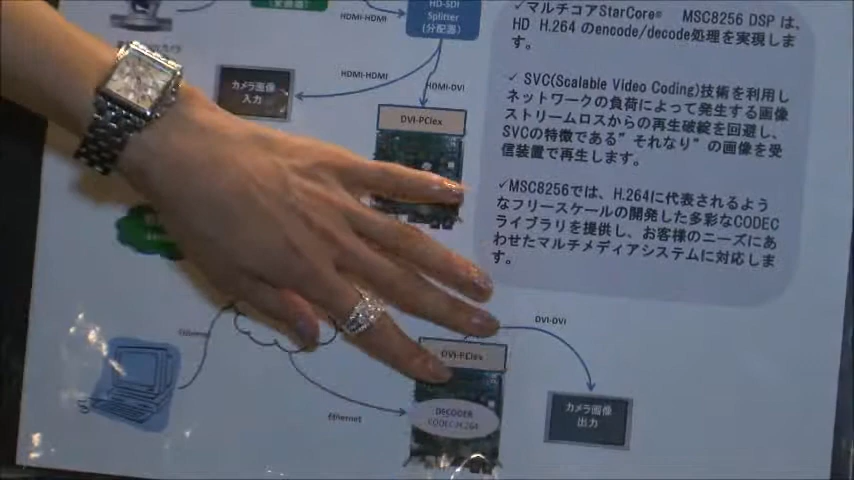 HDMI-HDMI
HD-SDI
Splitter
(分配器)
HDMI-HDMI
HDMI-DVI
カメラ画像
入力
DVI-PCIex
Ethernet
DVI-PCIex
DVI-DVI
DECODER
CODEC:H.264
カメラ画像
出力
Ethernet
✓マルチコアStarCore® MSC8256 DSP は、
HD H.264 のencode/decode処理を実現しま
す。
✓ SVC(Scalable Video Coding)技術を利用し
ネットワークの負荷によって発生する画像
ストリームロスからの再生破綻を回避し、
SVCの特徴である" それなり" の画像を受
信装置で再生します。
✓MSC8256では、H.264に代表されるよう
なフリースケールの開発した多彩なCODEC
ライブラリを提供し、お客様のニーズにあ
わせたマルチメディアシステムに対応しま
す。